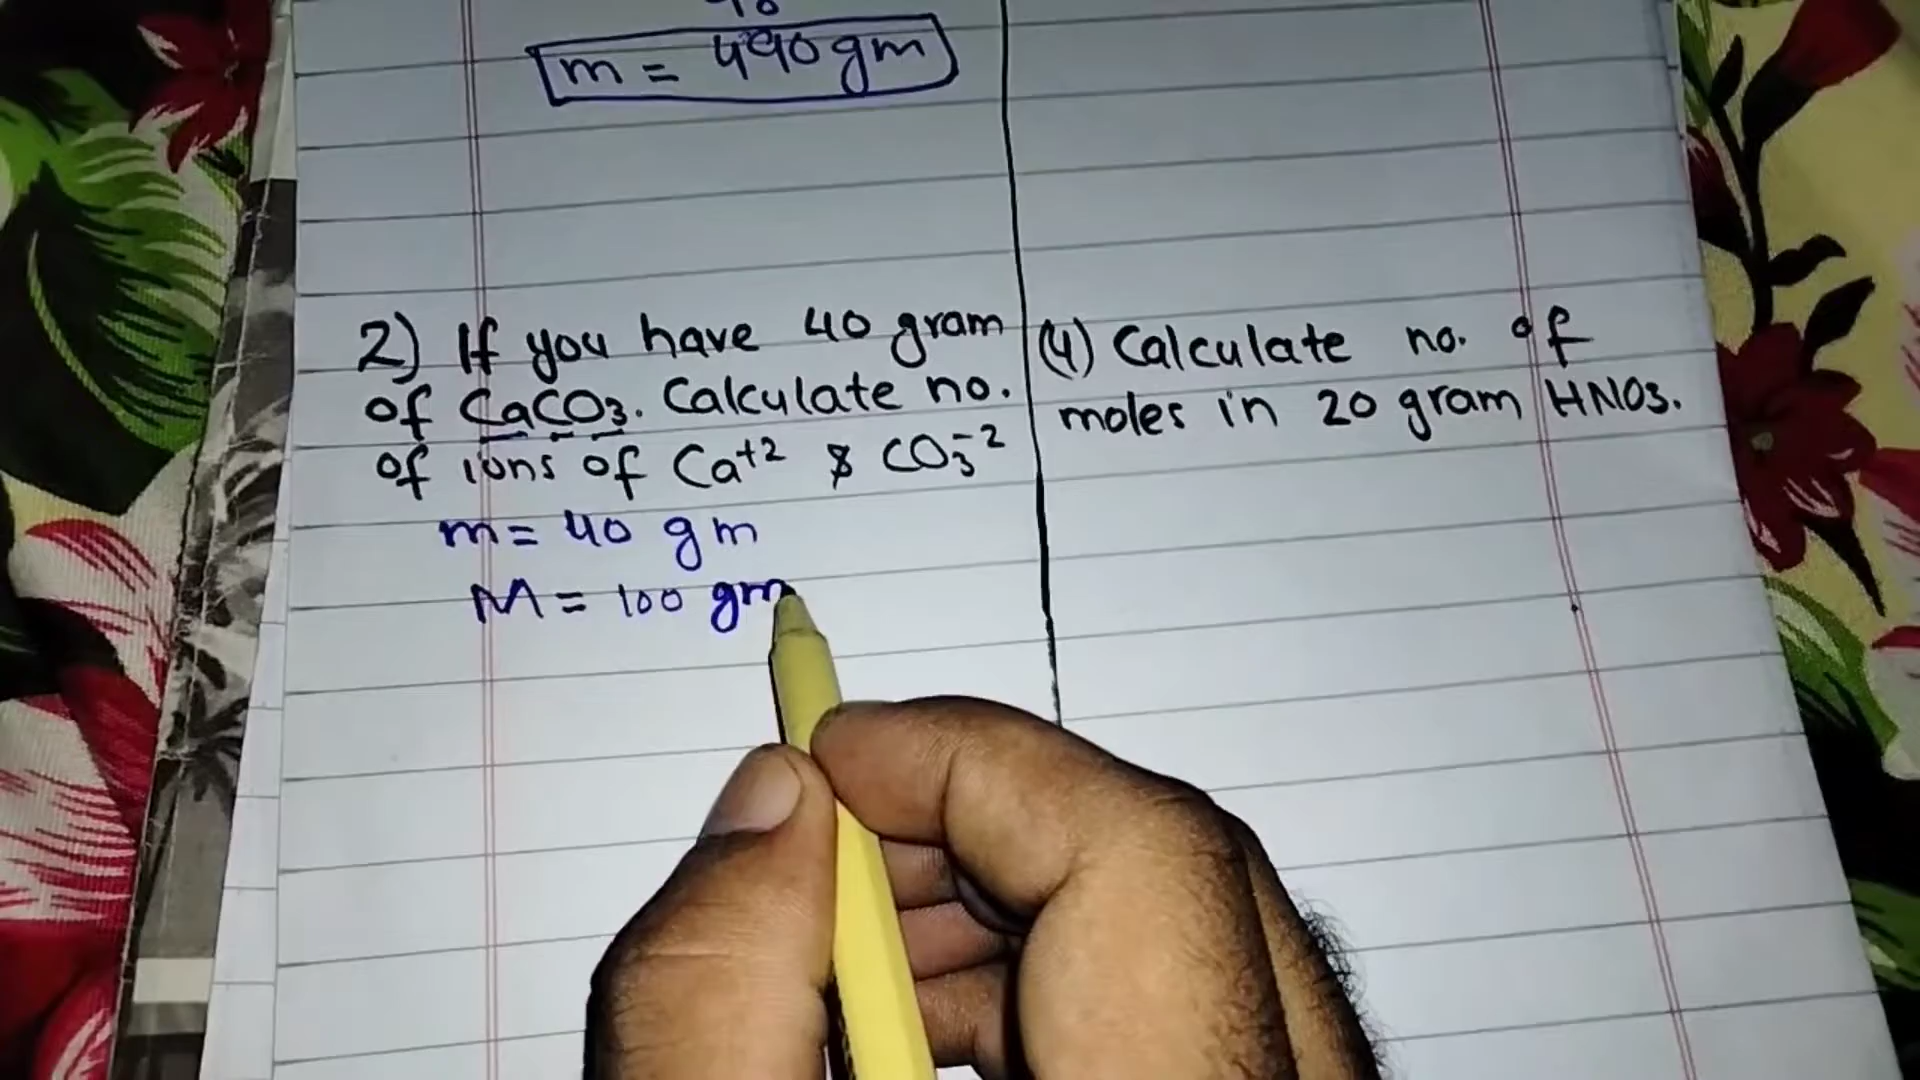 m = 490 gm
2) If you have 40 gram
of CaCO3. Calculate no.
of ions of Ca+2 & CO3-2
m = 40 gm
M = 100 gm
(4) Calculate no. of
moles in 20 gram HNO3.